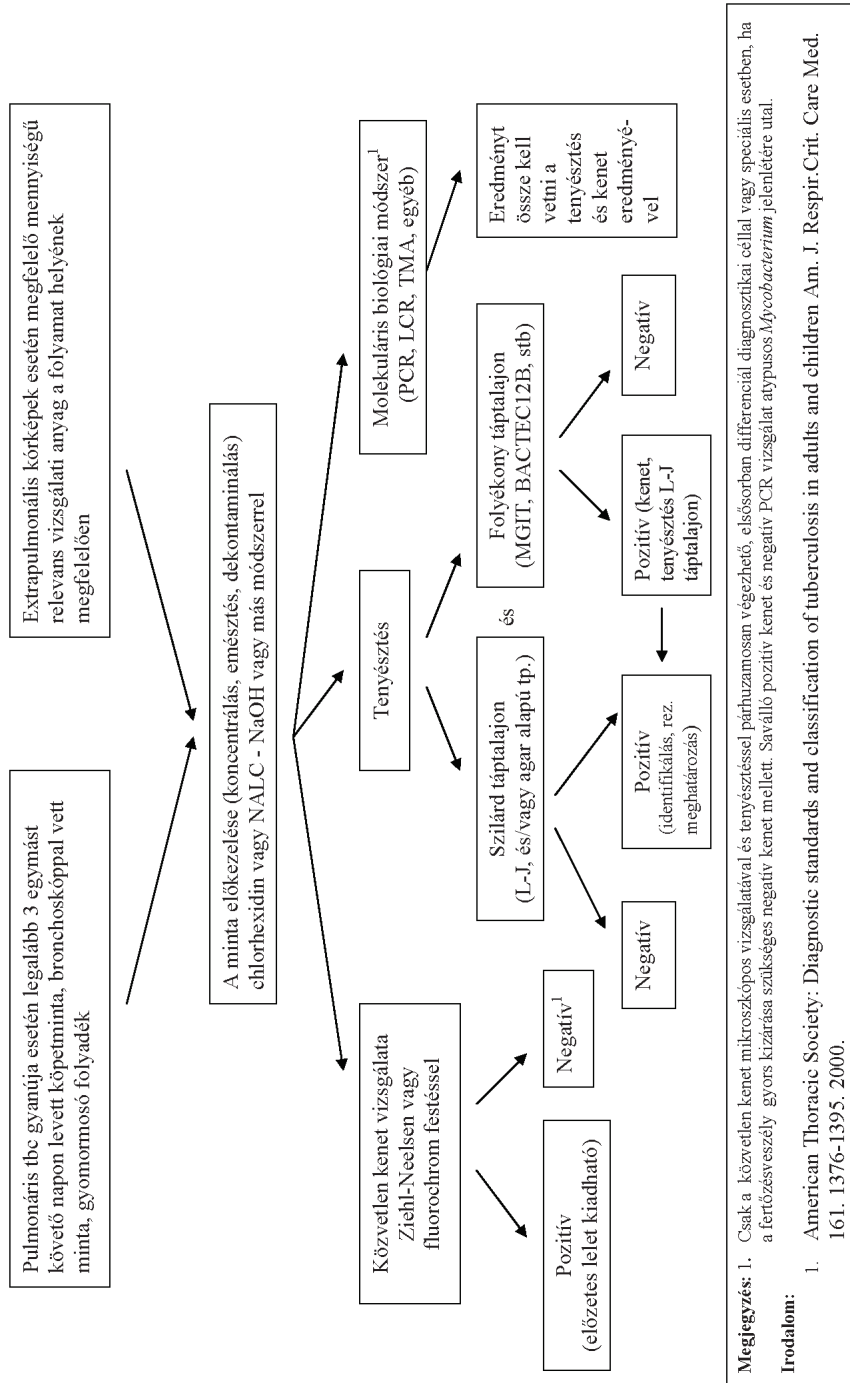 Pulmonáris tbc gyanúja esetén legalább 3 egymást
követő napon levett köpetminta, bronchoskóppal vett
minta, gyomormosó folyadék
Extrapulmonális kórképek esetén megfelelő mennyiségű
relevans vizsgálati anyag a folyamat helyének
megfelelően
A minta előkezelése (koncentrálás, emésztés, dekontaminálás)
chlorhexidin vagy NALC - NaOH vagy más módszerrel
Közvetlen kenet vizsgálata
Ziehl-Neelsen vagy
fluorochrom festéssel
Tenyésztés
Molekuláris biológiai módszer¹
(PCR, LCR, TMA, egyéb)
Szilárd táptalajon
(L-J, és/vagy agar alapú tp.)
és
Folyékony táptalajon
(MGIT, BACTEC12B, stb)
Eredményt
össze kell
vetni a
tenyésztés
és kenet
eredményé-
vel
Pozitív
(előzetes lelet kiadható)
Negatív¹
Negatív
Pozitív
(identifikálás, rez.
meghatározás)
Pozitív (kenet,
tenyésztés L-J
táptalajon)
Negatív
Megjegyzés: 1. Csak a közvetlen kenet mikroszkópos vizsgálatával és tenyésztéssel párhuzamosan végezhető, elsősorban differenciál diagnosztikai céllal vagy speciális esetben, ha
a fertőzésveszély gyors kizárása szükséges negatív kenet mellett. Saválló pozitív kenet és negatív PCR vizsgálat atypusos Mycobacterium jelenlétére utal.
Irodalom:
1. American Thoracic Society: Diagnostic standards and classification of tuberculosis in adults and children Am. J. Respir.Crit. Care Med.
161. 1376-1395. 2000.